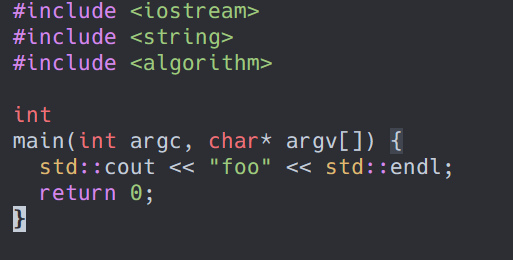 #include <iostream>
#include <string>
#include <algorithm>

int
main(int argc, char* argv[]) {
  std::cout << "foo" << std::endl;
  return 0;
}